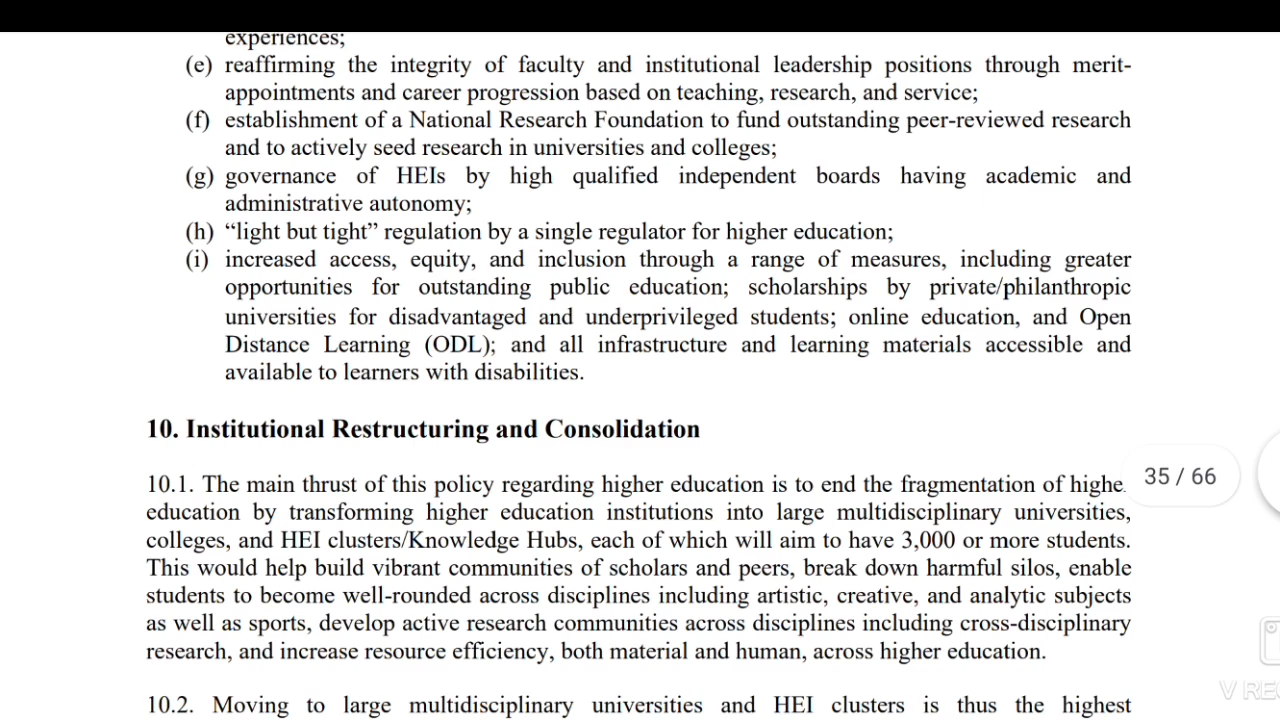 experiences;
(e) reaffirming the integrity of faculty and institutional leadership positions through merit-
appointments and career progression based on teaching, research, and service;
(f) establishment of a National Research Foundation to fund outstanding peer-reviewed research
and to actively seed research in universities and colleges;
(g) governance of HEIs by high qualified independent boards having academic and
administrative autonomy;
(h) “light but tight” regulation by a single regulator for higher education;
(i) increased access, equity, and inclusion through a range of measures, including greater
opportunities for outstanding public education; scholarships by private/philanthropic
universities for disadvantaged and underprivileged students; online education, and Open
Distance Learning (ODL); and all infrastructure and learning materials accessible and
available to learners with disabilities.
10. Institutional Restructuring and Consolidation
35 / 66
10.1. The main thrust of this policy regarding higher education is to end the fragmentation of highe
education by transforming higher education institutions into large multidisciplinary universities,
colleges, and HEI clusters/Knowledge Hubs, each of which will aim to have 3,000 or more students.
This would help build vibrant communities of scholars and peers, break down harmful silos, enable
students to become well-rounded across disciplines including artistic, creative, and analytic subjects
as well as sports, develop active research communities across disciplines including cross-disciplinary
research, and increase resource efficiency, both material and human, across higher education.
V REC
10.2. Moving to large multidisciplinary universities and HEI clusters is thus the highest